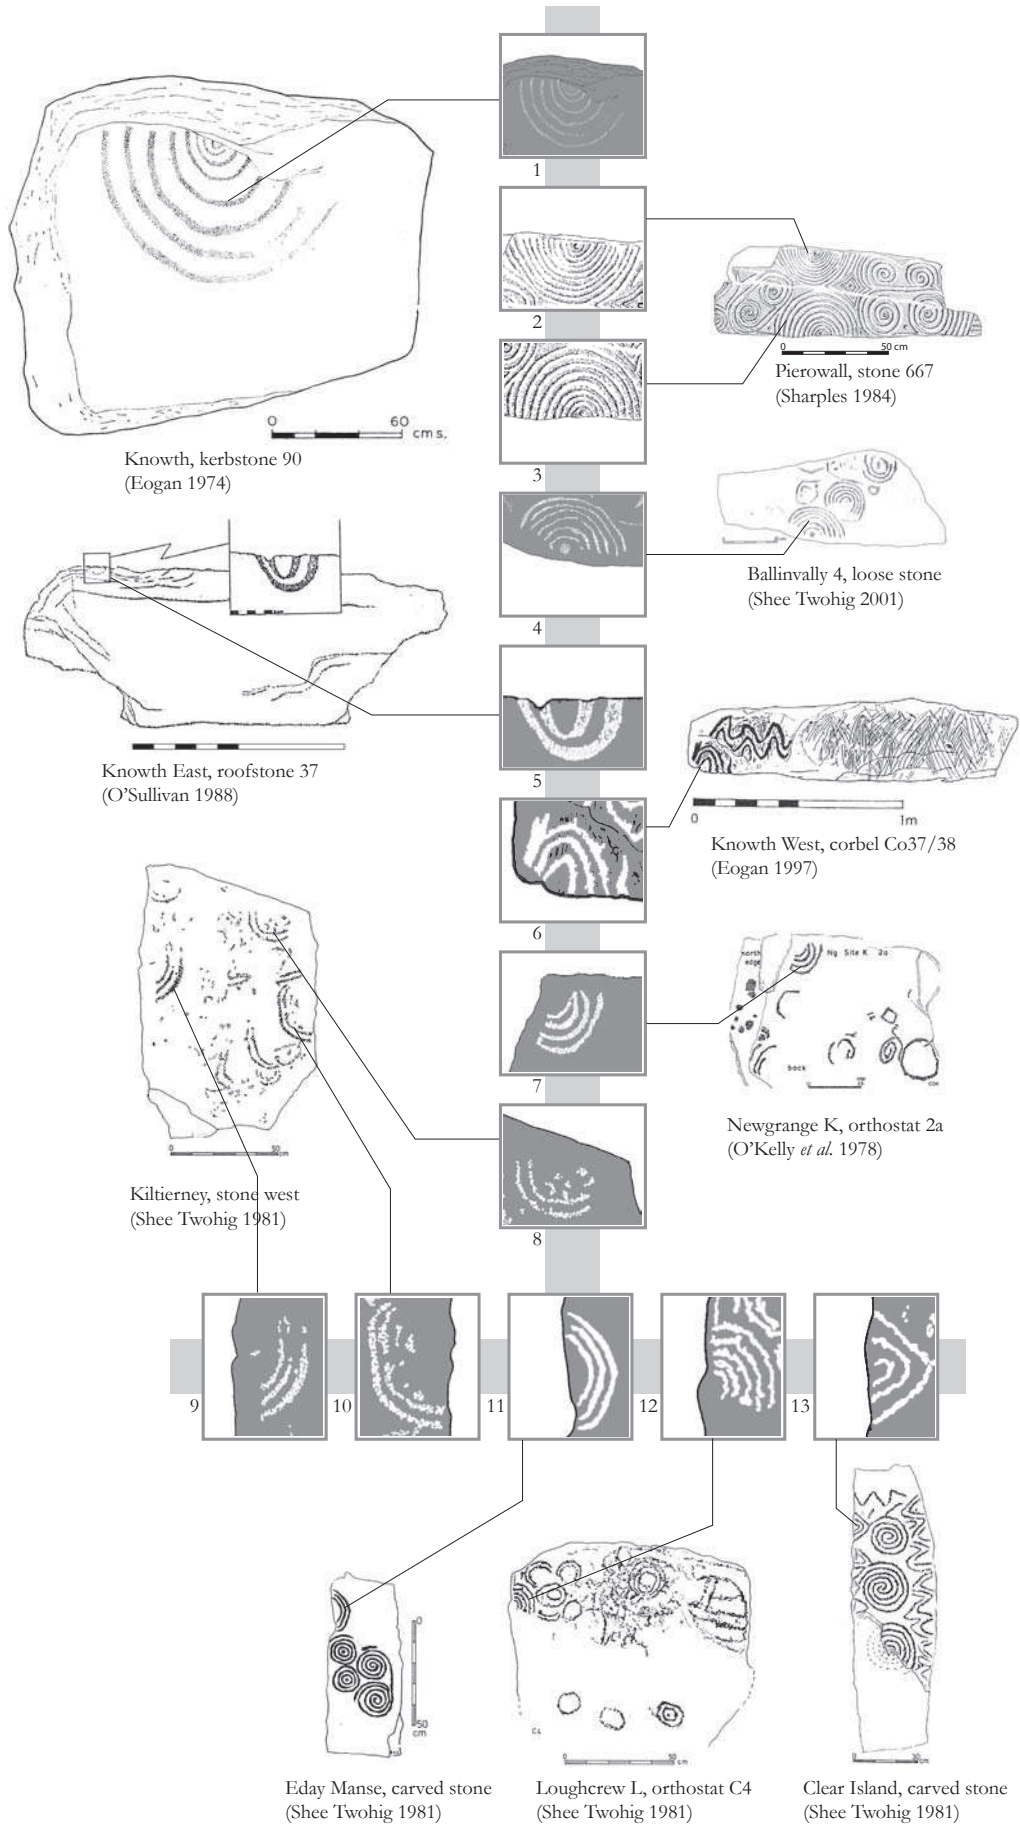 1
2
0
50 cm
Pierowall, stone 667
(Sharples 1984)
3
0
60
cms.
Knowth, kerbstone 90
(Eogan 1974)
Ballinvally 4, loose stone
(Shee Twohig 2001)
4
Knowth East, roofstone 37
(O’Sullivan 1988)
5
0
1m
Knowth West, corbel Co37/38
(Eogan 1997)
6
north
edge
Ng Site K 2a
back
7
Newgrange K, orthostat 2a
(O’Kelly et al. 1978)
0
50
cm
Kiltierney, stone west
(Shee Twohig 1981)
8
9
10
11
12
13
0
50
cm
C4
0
50
cm
Eday Manse, carved stone
(Shee Twohig 1981)
Loughcrew L, orthostat C4
(Shee Twohig 1981)
Clear Island, carved stone
(Shee Twohig 1981)